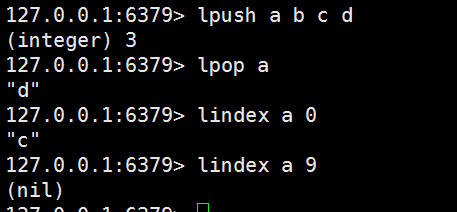 127.0.0.1:6379> lpush a b c d
(integer) 3
127.0.0.1:6379> lpop a
"d"
127.0.0.1:6379> lindex a 0
"c"
127.0.0.1:6379> lindex a 9
(nil)
127.0.0.1:6379>